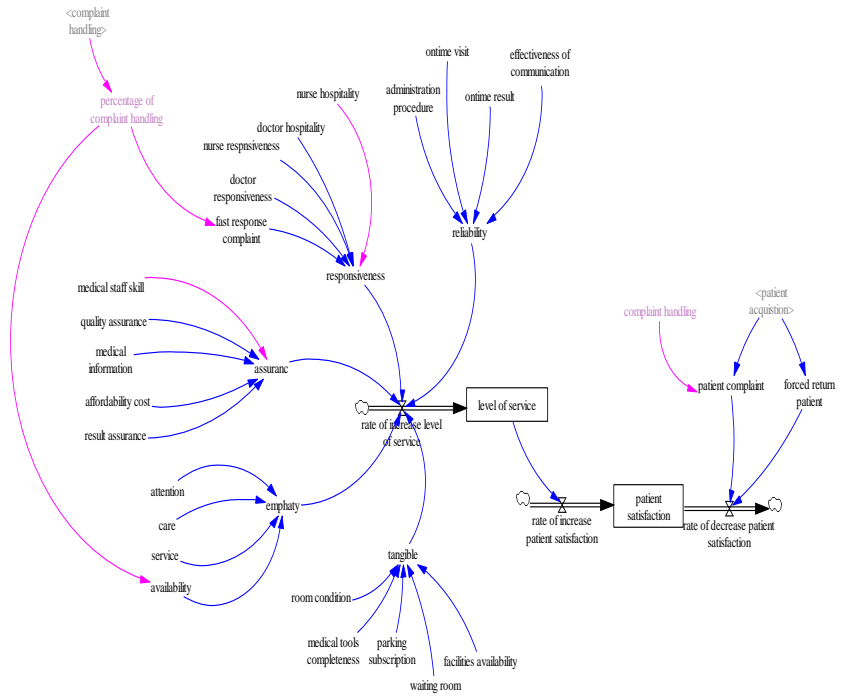 <complaint
handling>
percentage of
complaint handling
nurse hospitality
doctor hospitality
nurse respnsiveness
doctor
responsiveness
fast response
complaint
responsiveness
ontime visit
effectiveness of
communication
administration
procedure
ontime result
reliability
medical staff skill
quality assurance
medical
information
affordability cost
result assurance
assuranc
rate of increase level
of service
level of service
complaint handling
<patient
acquistion>
patient complaint
forced return
patient
attention
care
service
availability
emphaty
tangible
room condition
medical tools
completeness
parking
subscription
waiting room
facilities availability
rate of increase
patient satisfaction
patient
satisfaction
rate of decrease patient
satisfaction